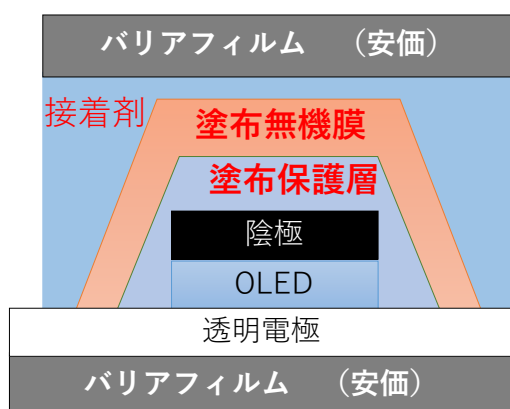 バリアフィルム （安価）
接着剤
塗布無機膜
塗布保護層
陰極
OLED
透明電極
バリアフィルム （安価）